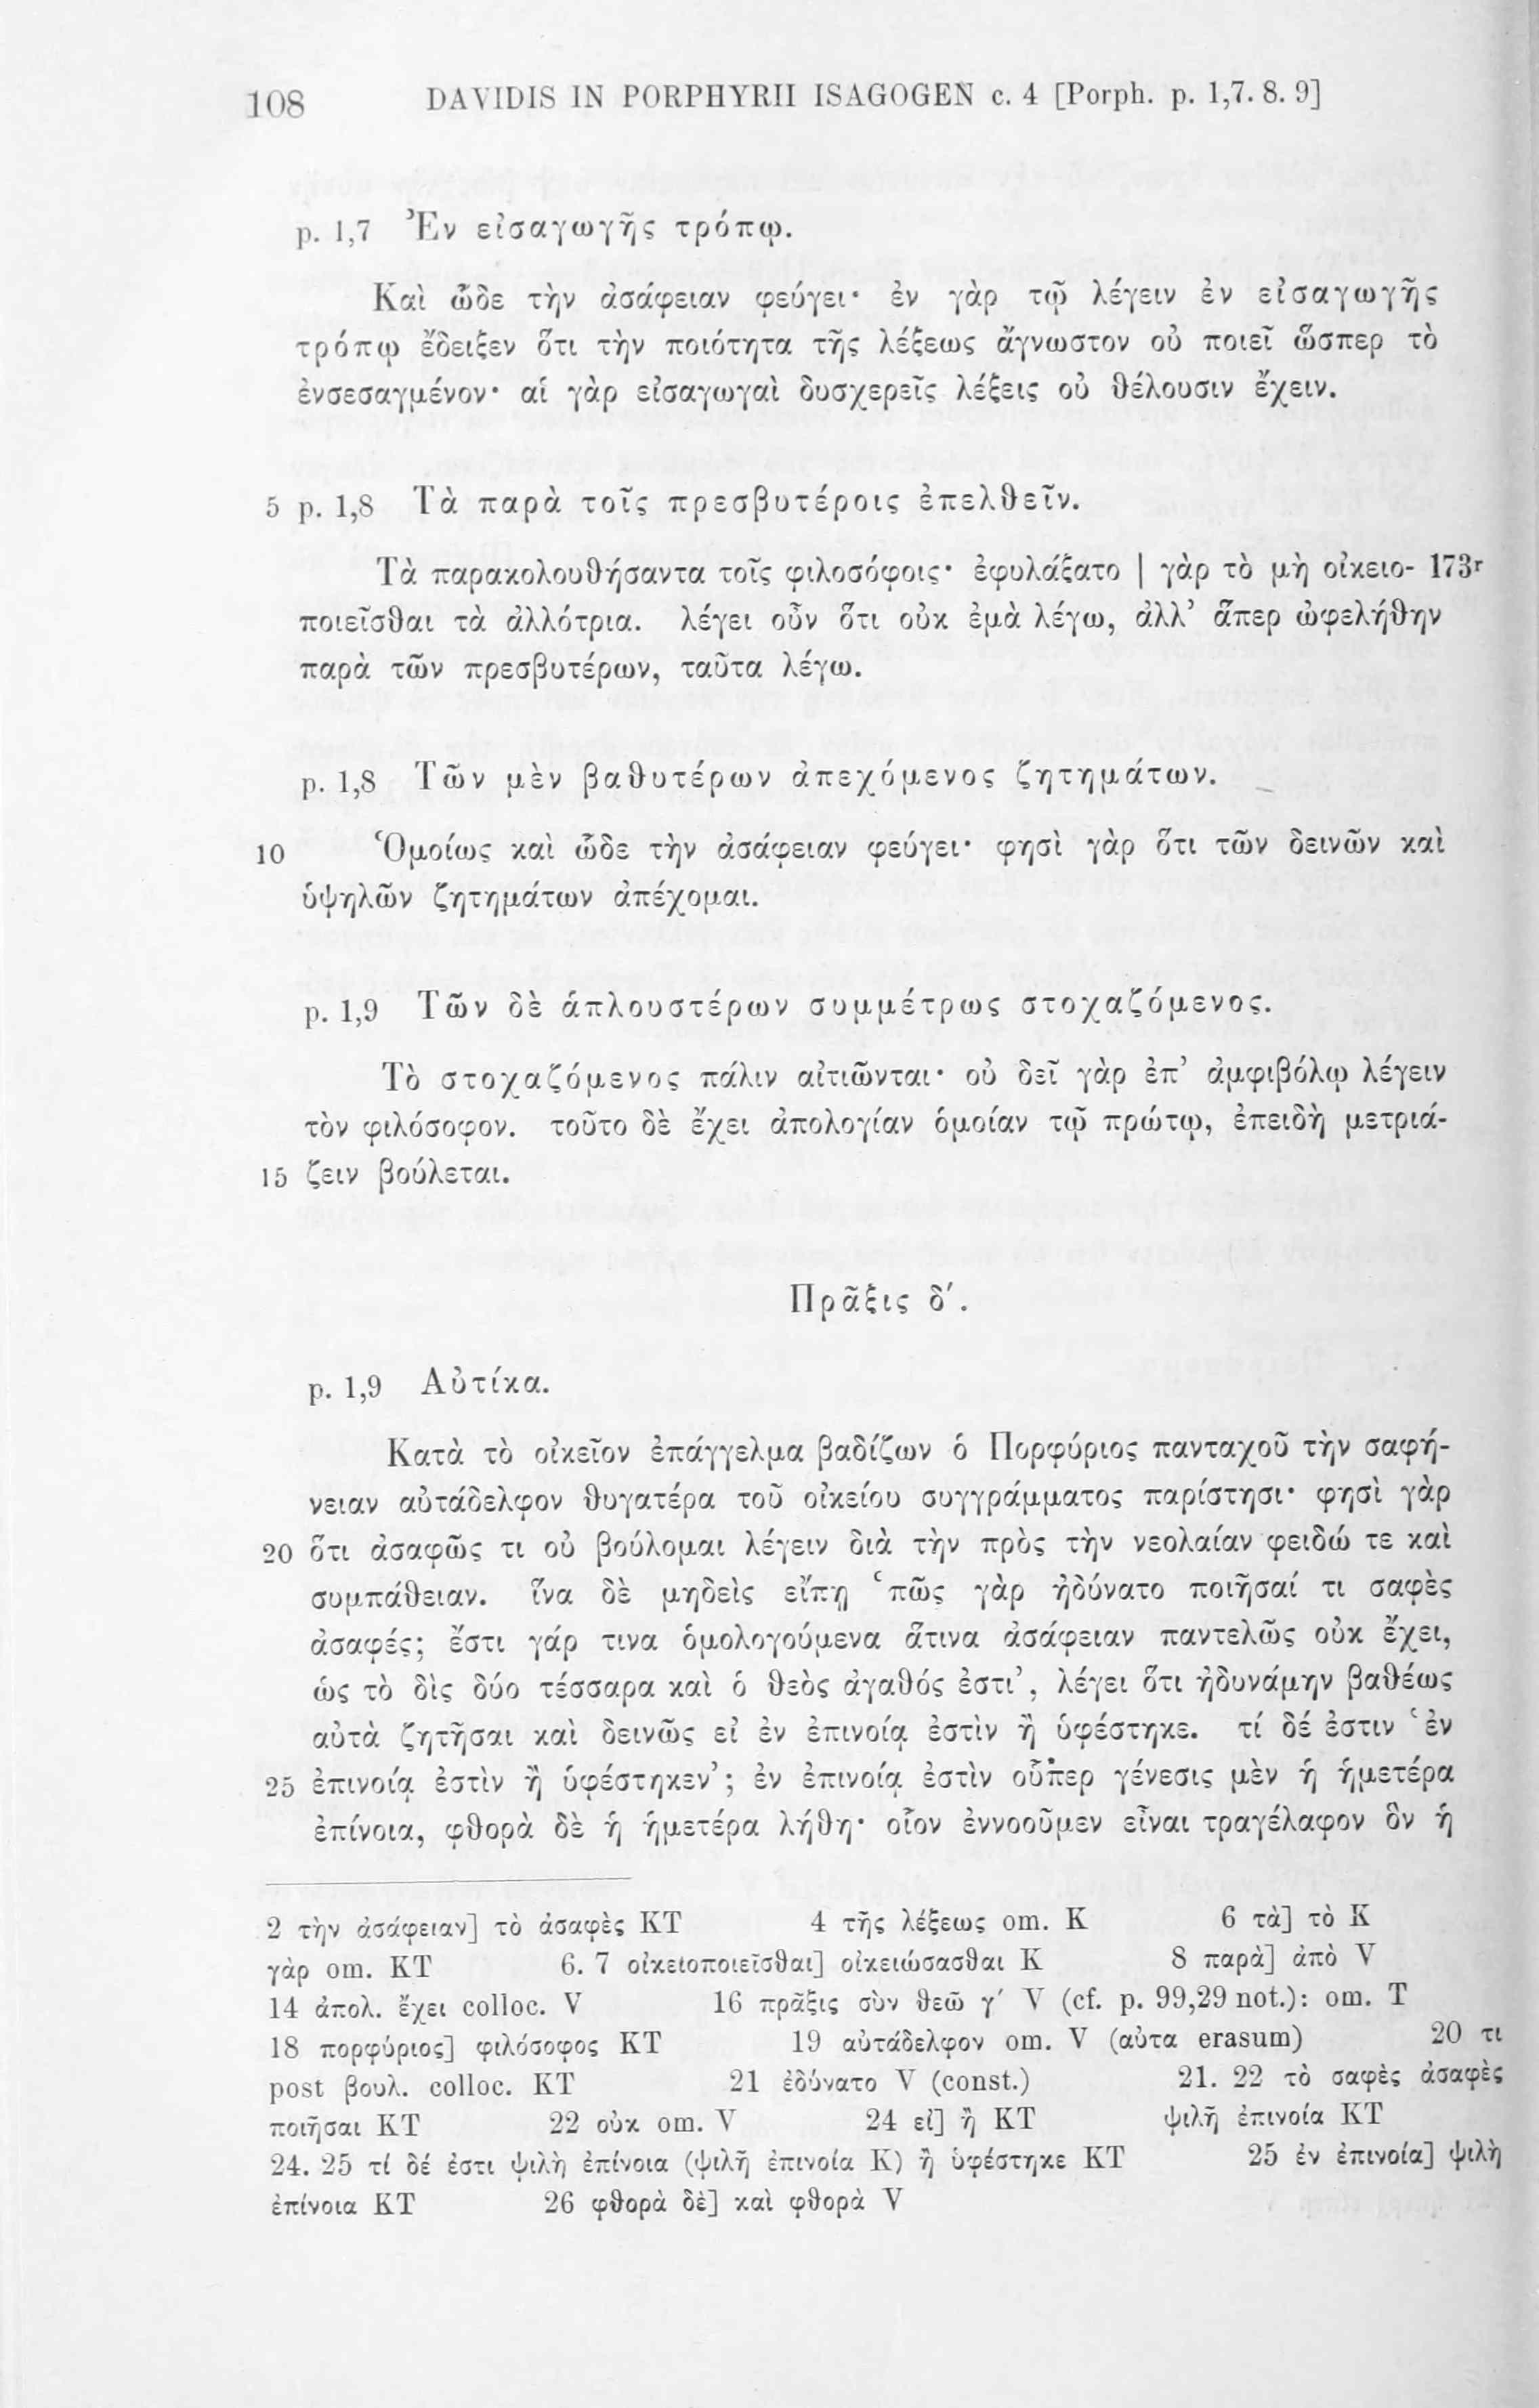 108 DAVIDIS IN PORPHYRII ISAGOGEN c. 4 [Porph. p. 1,7. 8. 9]
p. 1,7 Ἐν εἰσαγωγῆς τρόπῳ.
Καὶ ὧδε τὴν ἀσάφειαν φεύγει· ἐν γὰρ τῷ λέγειν ἐν εἰσαγωγῆς
τρόπῳ ἔδειξεν ὅτι τὴν ποιότητα τῆς λέξεως ἄγνωστον οὐ ποιεῖ ὥσπερ τὸ
ἐνσεσαγμένον· αἱ γὰρ εἰσαγωγαὶ δυσχερεῖς λέξεις οὐ θέλουσιν ἔχειν.
5 p. 1,8 Τὰ παρὰ τοῖς πρεσβυτέροις ἐπελθεῖν.
Τὰ παρακολουθήσαντα τοῖς φιλοσόφοις· ἐφυλάξατο | γὰρ τὸ μὴ οἰκειο- 173r
ποιεῖσθαι τὰ ἀλλότρια. λέγει οὖν ὅτι οὐκ ἐμὰ λέγω, ἀλλ’ ἅπερ ὠφελήθην
παρὰ τῶν πρεσβυτέρων, ταῦτα λέγω.
p. 1,8 Τῶν μὲν βαθυτέρων ἀπεχόμενος ζητημάτων.
10 Ὁμοίως καὶ ὧδε τὴν ἀσάφειαν φεύγει· φησὶ γὰρ ὅτι τῶν δεινῶν καὶ
ὑψηλῶν ζητημάτων ἀπέχομαι.
p. 1,9 Τῶν δὲ ἁπλουστέρων συμμέτρως στοχαζόμενος.
Τὸ στοχαζόμενος πάλιν αἰτιῶνται· οὐ δεῖ γὰρ ἐπ’ ἀμφιβόλῳ λέγειν
τὸν φιλόσοφον. τοῦτο δὲ ἔχει ἀπολογίαν ὁμοίαν τῷ πρώτῳ, ἐπειδὴ μετριά-
15 ζειν βούλεται.
Πρᾶξις δ′.
p. 1,9 Αὐτίκα.
Κατὰ τὸ οἰκεῖον ἐπάγγελμα βαδίζων ὁ Πορφύριος πανταχοῦ τὴν σαφή-
νειαν αὐτάδελφον θυγατέρα τοῦ οἰκείου συγγράμματος παρίστησι· φησὶ γὰρ
20 ὅτι ἀσαφῶς τι οὐ βούλομαι λέγειν διὰ τὴν πρὸς τὴν νεολαίαν φειδώ τε καὶ
συμπάθειαν. ἵνα δὲ μηδεὶς εἴπῃ ‘πῶς γὰρ ἠδύνατο ποιῆσαί τι σαφὲς
ἀσαφές; ἔστι γάρ τινα ὁμολογούμενα ἅτινα ἀσάφειαν παντελῶς οὐκ ἔχει,
ὡς τὸ δὶς δύο τέσσαρα καὶ ὁ θεὸς ἀγαθός ἐστι’, λέγει ὅτι ἠδυνάμην βαθέως
αὐτὰ ζητῆσαι καὶ δεινῶς εἰ ἐν ἐπινοίᾳ ἐστὶν ἢ ὑφέστηκε. τί δέ ἐστιν ‘ἐν
25 ἐπινοίᾳ ἐστὶν ἢ ὑφέστηκεν’; ἐν ἐπινοίᾳ ἐστὶν οὗπερ γένεσις μὲν ἡ ἡμετέρα
ἐπίνοια, φθορὰ δὲ ἡ ἡμετέρα λήθη· οἷον ἐννοοῦμεν εἶναι τραγέλαφον ὃν ἡ
2 τὴν ἀσάφειαν] τὸ ἀσαφὲς KT 4 τῆς λέξεως om. K 6 τὰ] τὸ K
γὰρ om. KT 6. 7 οἰκειοποιεῖσθαι] οἰκειώσασθαι K 8 παρὰ] ἀπὸ V
14 ἀπολ. ἔχει colloc. V 16 πρᾶξις σὺν θεῶ γ′ V (cf. p. 99,29 not.): om. T
18 πορφύριος] φιλόσοφος KT 19 αὐτάδελφον om. V (αὐτα erasum) 20 τι
post βουλ. colloc. KT 21 ἐδύνατο V (const.) 21. 22 τὸ σαφὲς ἀσαφὲς
ποιῆσαι KT 22 οὐκ om. V 24 εἰ] ἢ KT ψιλῆ ἐπινοία KT
24. 25 τί δέ ἐστι ψιλὴ ἐπίνοια (ψιλῆ ἐπινοία K) ἢ ὑφέστηκε KT 25 ἐν ἐπινοία] ψιλὴ
ἐπίνοια KT 26 φθορὰ δὲ] καὶ φθορὰ V